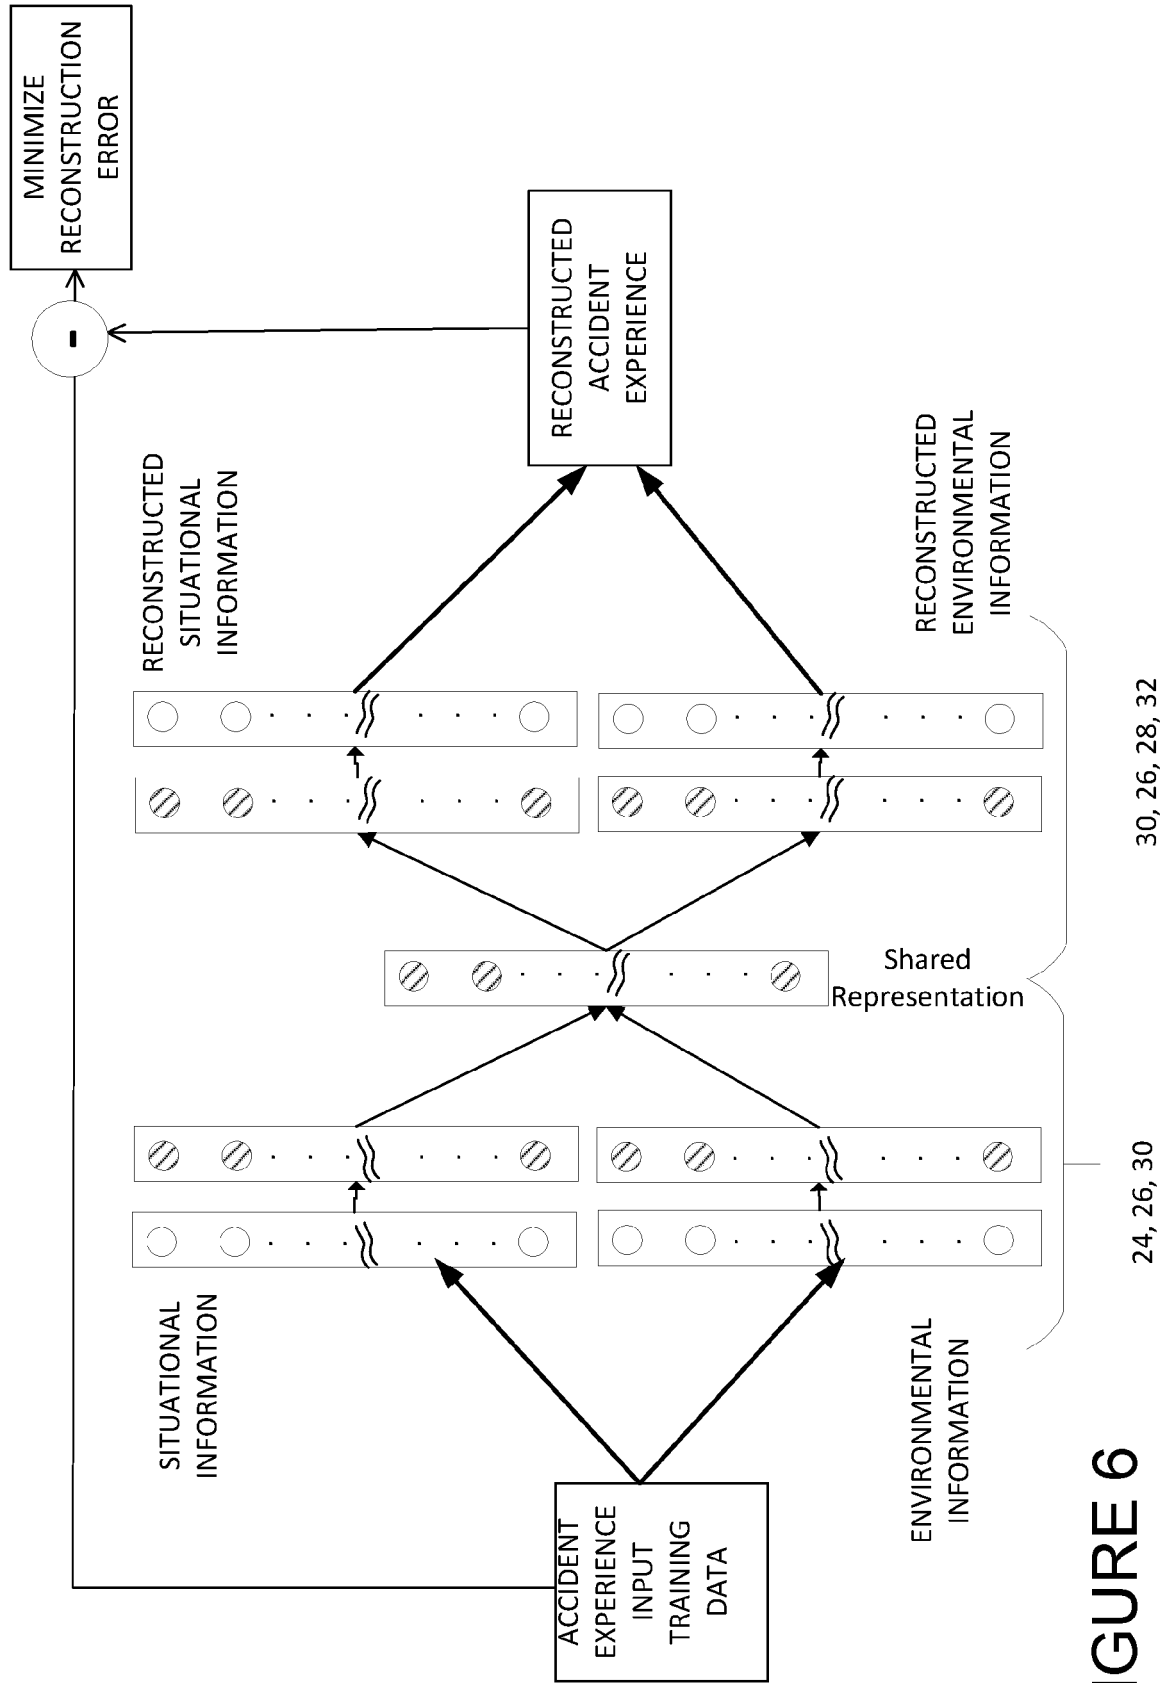 MINIMIZE
RECONSTRUCTION
ERROR
-
RECONSTRUCTED
SITUATIONAL
INFORMATION
RECONSTRUCTED
ACCIDENT
EXPERIENCE
RECONSTRUCTED
ENVIRONMENTAL
INFORMATION
30, 26, 28, 32
Shared
Representation
24, 26, 30
SITUATIONAL
INFORMATION
ENVIRONMENTAL
INFORMATION
ACCIDENT
EXPERIENCE
INPUT
TRAINING
DATA
IGURE 6